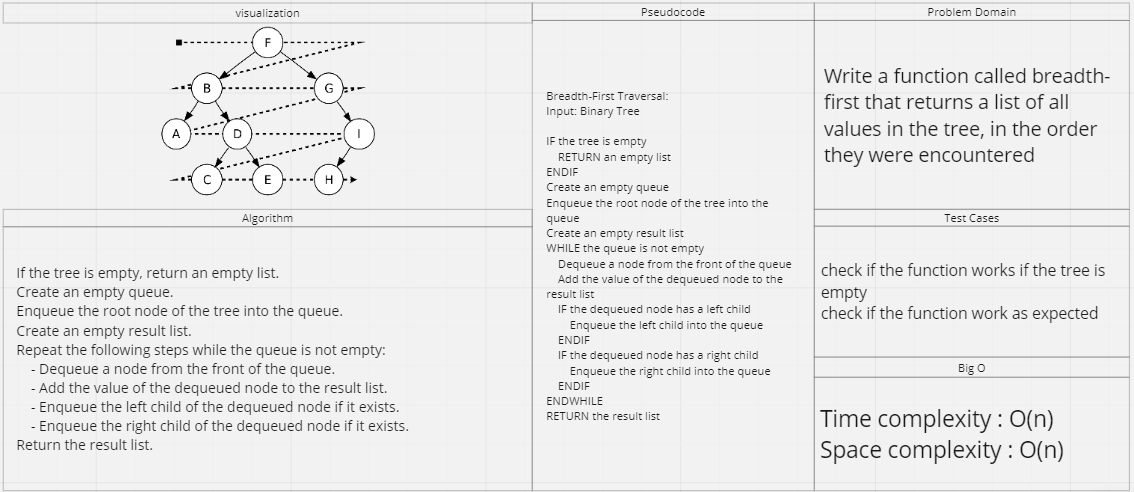 visualization
F
B
G
A
D
I
C
E
H
Algorithm
If the tree is empty, return an empty list.
Create an empty queue.
Enqueue the root node of the tree into the queue.
Create an empty result list.
Repeat the following steps while the queue is not empty:
- Dequeue a node from the front of the queue.
- Add the value of the dequeued node to the result list.
- Enqueue the left child of the dequeued node if it exists.
- Enqueue the right child of the dequeued node if it exists.
Return the result list.
Pseudocode
Breadth-First Traversal:
Input: Binary Tree
IF the tree is empty
RETURN an empty list
ENDIF
Create an empty queue
Enqueue the root node of the tree into the
queue
Create an empty result list
WHILE the queue is not empty
Dequeue a node from the front of the queue
Add the value of the dequeued node to the
result list
IF the dequeued node has a left child
Enqueue the left child into the queue
ENDIF
IF the dequeued node has a right child
Enqueue the right child into the queue
ENDIF
ENDWHILE
RETURN the result list
Problem Domain
Write a function called breadth-
first that returns a list of all
values in the tree, in the order
they were encountered
Test Cases
check if the function works if the tree is
empty
check if the function work as expected
Big O
Time complexity : O(n)
Space complexity : O(n)